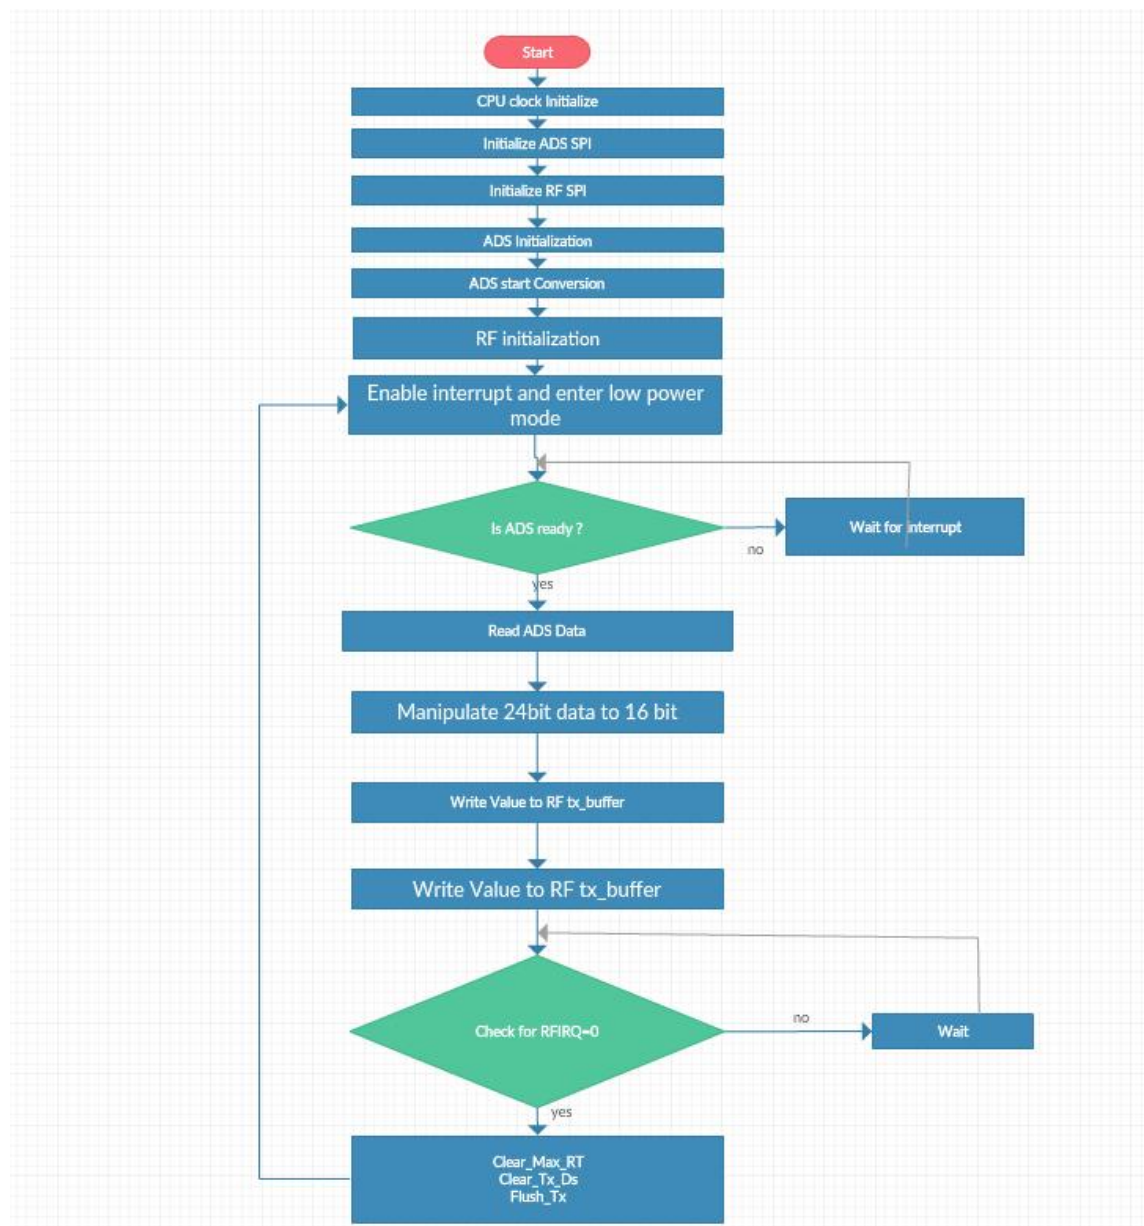 Start
CPU clock Initialize
Initialize ADS SPI
Initialize RF SPI
ADS Initialization
ADS start Conversion
RF initialization
Enable interrupt and enter low power
mode
Is ADS ready ?
no
Wait for interrupt
yes
Read ADS Data
Manipulate 24bit data to 16 bit
Write Value to RF tx_buffer
Write Value to RF tx_buffer
Check for RFIRQ=0
no
Wait
yes
Clear_Max_RT
Clear_Tx_Ds
Flush_Tx